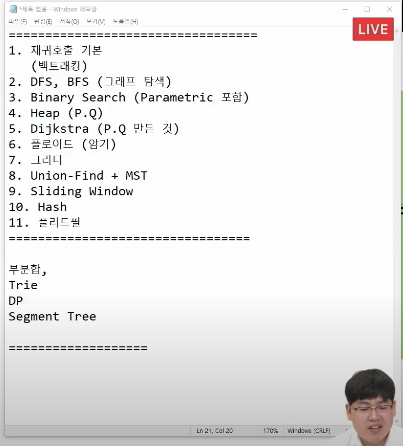 *제목 없음 - Windows 메모장
파일(F) 편집(E) 서식(O) 보기(V) 도움말(H)
LIVE
=================================
1. 재귀호출 기본
(백트래킹)
2. DFS, BFS (그래프 탐색)
3. Binary Search (Parametric 포함)
4. Heap (P.Q)
5. Dijkstra (P.Q 만든 것)
6. 플로이드 (암기)
7. 그리디
8. Union-Find + MST
9. Sliding Window
10. Hash
11. 플러드필
================================
부분합,
Trie
DP
Segment Tree
===================
Ln 21, Col 20 170% Windows (CRLF)